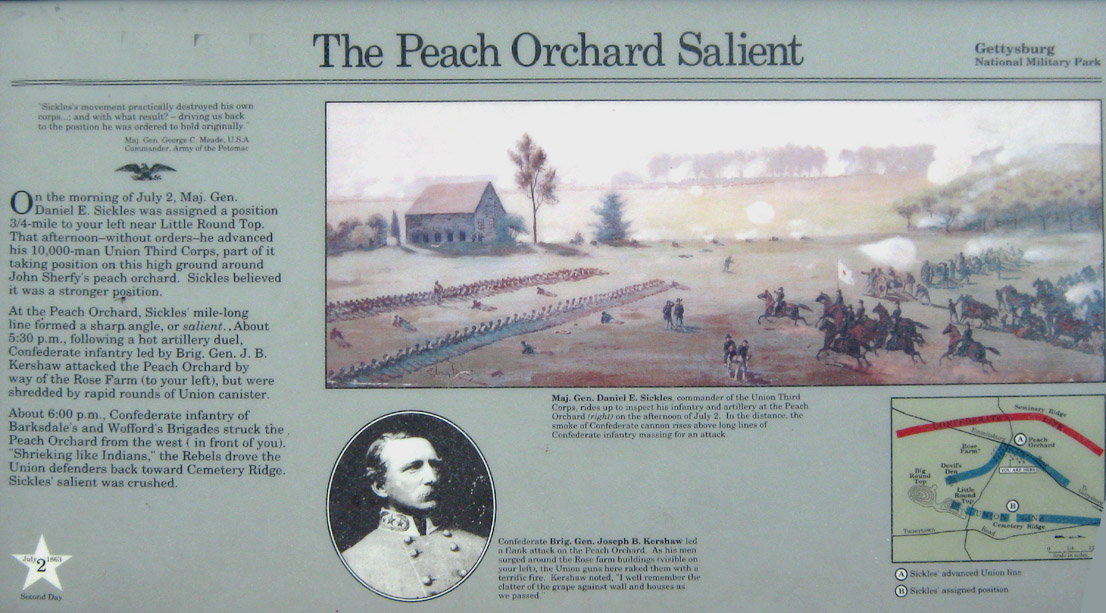 The Peach Orchard Salient
Gettysburg
National Military Park
"Sickles's movement practically destroyed his own
corps...; and with what result? – driving us back
to the position he was ordered to hold originally."
Maj. Gen. George C. Meade, U.S.A.
Commander, Army of the Potomac
On the morning of July 2, Maj. Gen.
Daniel E. Sickles was assigned a position
3/4-mile to your left near Little Round Top.
That afternoon–without orders–he advanced
his 10,000-man Union Third Corps, part of it
taking position on this high ground around
John Sherfy's peach orchard. Sickles believed
it was a stronger position.
At the Peach Orchard, Sickles' mile-long
line formed a sharp angle, or salient. About
5:30 p.m., following a hot artillery duel,
Confederate infantry led by Brig. Gen. J. B.
Kershaw attacked the Peach Orchard by
way of the Rose Farm (to your left), but were
shredded by rapid rounds of Union canister.
About 6:00 p.m., Confederate infantry of
Barksdale's and Wofford's Brigades struck the
Peach Orchard from the west ( in front of you).
"Shrieking like Indians," the Rebels drove the
Union defenders back toward Cemetery Ridge.
Sickles' salient was crushed.
July 2 1863
Second Day
Maj. Gen. Daniel E. Sickles, commander of the Union Third
Corps, rides up to inspect his infantry and artillery at the Peach
Orchard (right) on the afternoon of July 2. In the distance, the
smoke of Confederate cannon rises above long lines of
Confederate infantry massing for an attack.
Confederate Brig. Gen. Joseph B. Kershaw led
a flank attack on the Peach Orchard. As his men
surged around the Rose farm buildings (visible on
your left), the Union guns here raked them with a
terrific fire. Kershaw noted, "I well remember the
clatter of the grape against wall and houses as
we passed."
Seminary Ridge
CONFEDERATE LINE
Emmitsburg
A Peach
Orchard
Rose
Farm
YOU ARE HERE
Devil's
Den
Big
Round
Top
Little
Round
Top
B
UNION LINE
Cemetery Ridge
Taneytown Road
Scale in miles
A Sickles' advanced Union line
B Sickles' assigned position